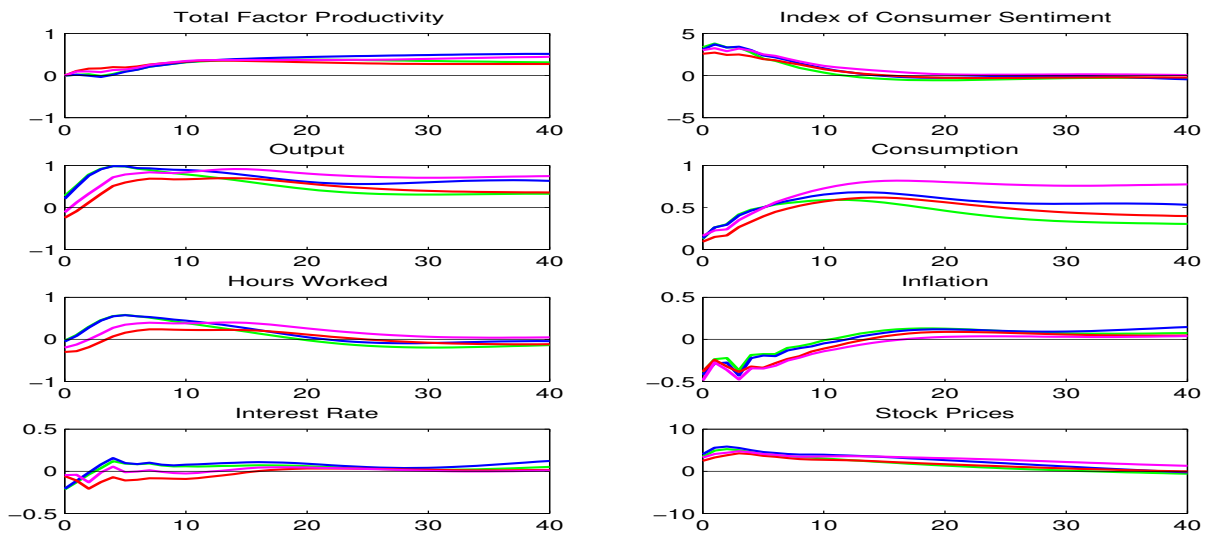 Total Factor Productivity
1
0
−1
0 10 20 30 40
Index of Consumer Sentiment
5
0
−5
0 10 20 30 40
Output
1
0
−1
0 10 20 30 40
Consumption
1
0.5
0
0 10 20 30 40
Hours Worked
1
0
−1
0 10 20 30 40
Inflation
0.5
0
−0.5
0 10 20 30 40
Interest Rate
0.5
0
−0.5
0 10 20 30 40
Stock Prices
10
0
−10
0 10 20 30 40